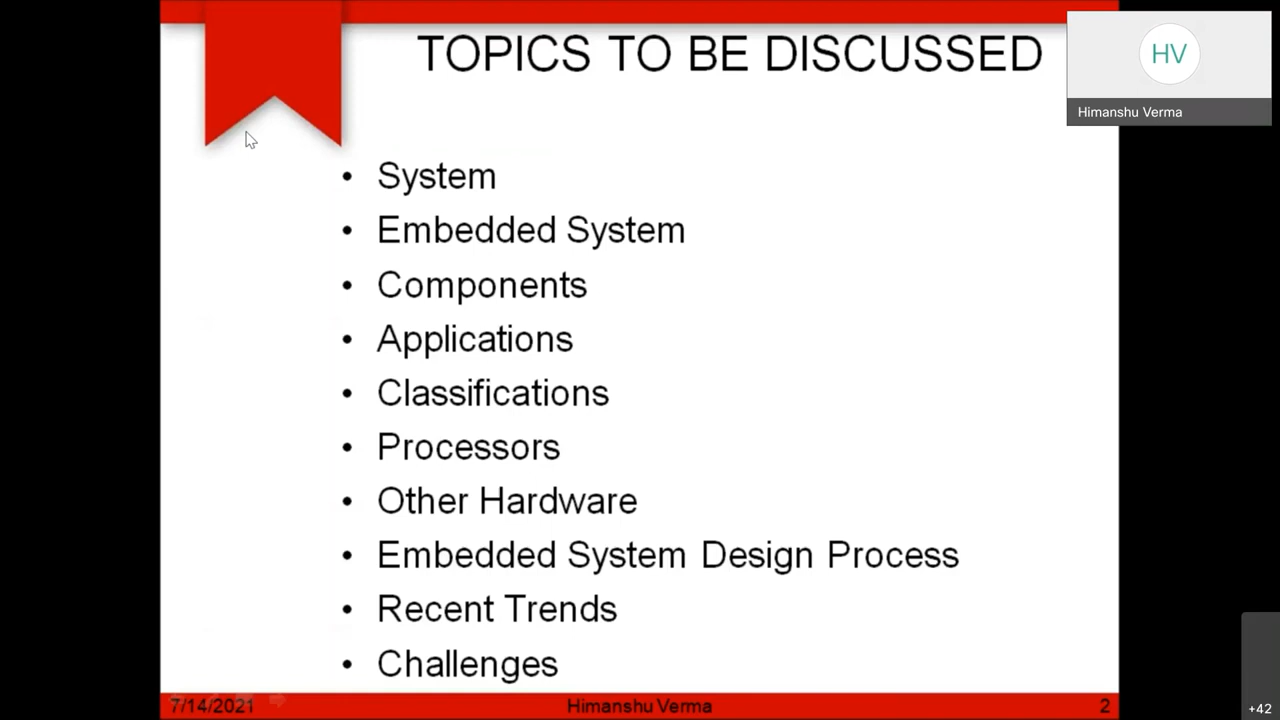 TOPICS TO BE DISCUSSED
HV
Himanshu Verma
• System
• Embedded System
• Components
• Applications
• Classifications
• Processors
• Other Hardware
• Embedded System Design Process
• Recent Trends
• Challenges
7/14/2021 Himanshu Verma 2
+42